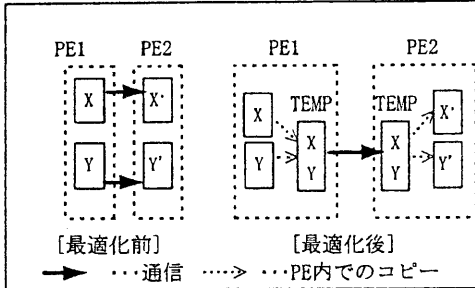 PE1 PE2 PE1 PE2
X X' TEMP TEMP X'
X X X
Y Y' Y Y Y Y'
[最適化前] [最適化後]
・・・通信 ・・・PE内でのコピー